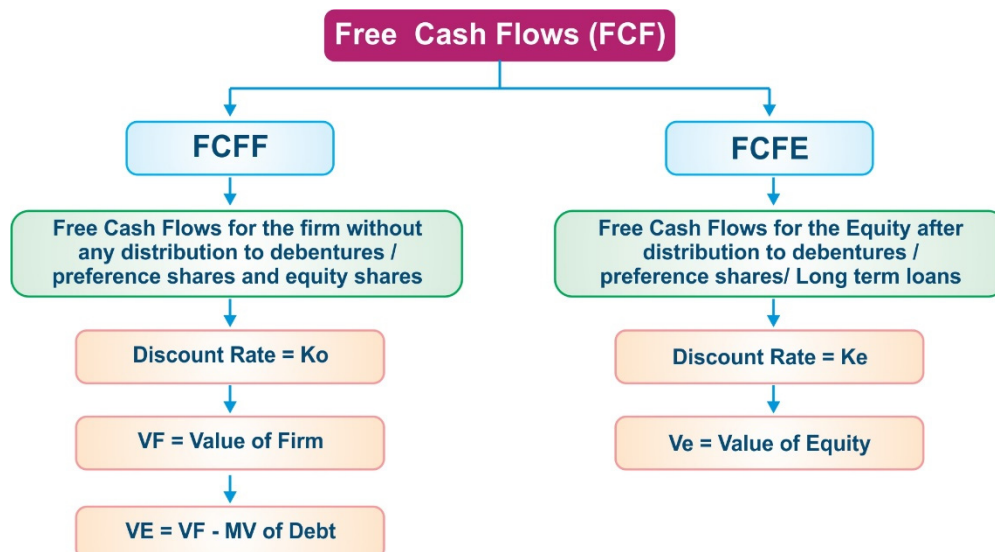 Free Cash Flows (FCF)
FCFF
Free Cash Flows for the firm without
any distribution to debentures /
preference shares and equity shares
Discount Rate = Ko
VF = Value of Firm
VE = VF - MV of Debt
FCFE
Free Cash Flows for the Equity after
distribution to debentures /
preference shares/ Long term loans
Discount Rate = Ke
Ve = Value of Equity